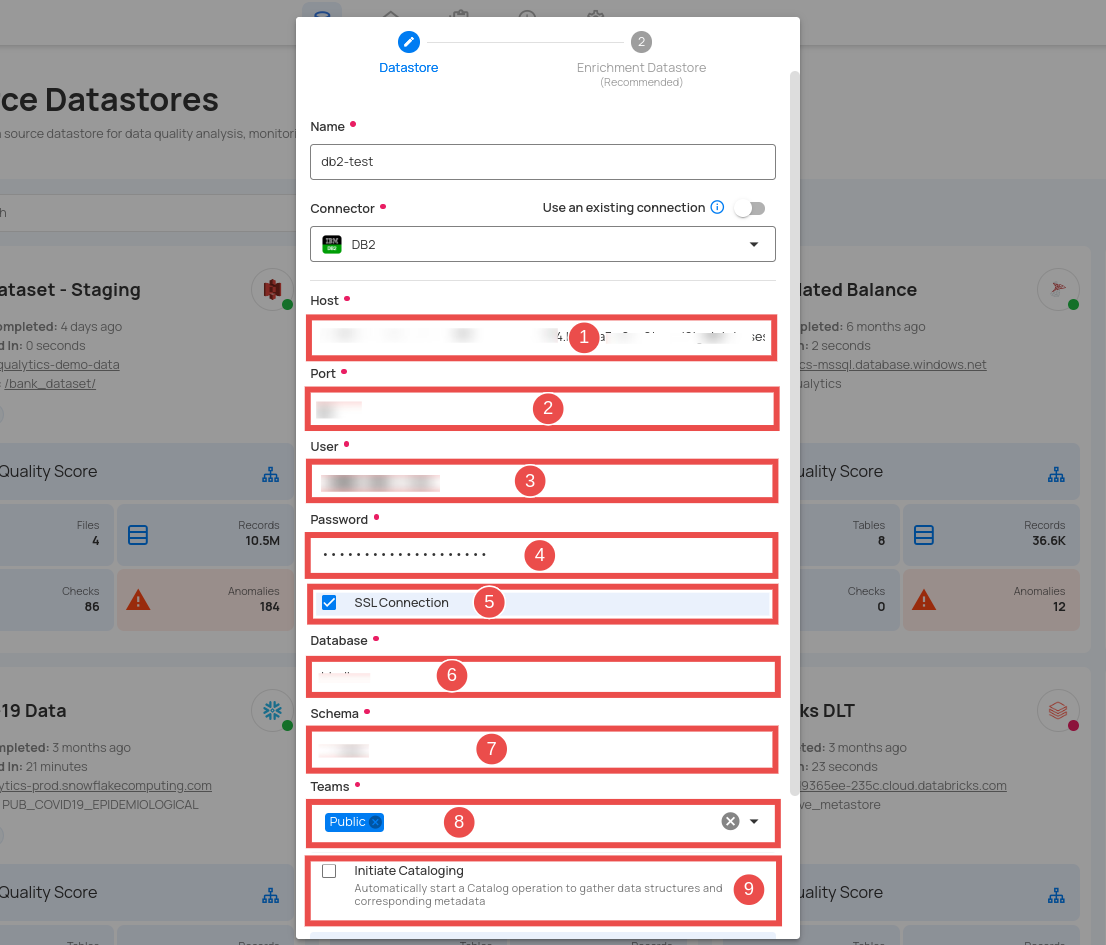 Datastore
2
Enrichment Datastore
(Recommended)
ce Datastores
source datastore for data quality analysis, monitori
Name
db2-test
Connector
Use an existing connection
DB2
Host
1
Port
2
User
3
Password
4
SSL Connection
5
Database
6
Schema
7
Teams
Public
8
Initiate Cataloging
Automatically start a Catalog operation to gather data structures and
corresponding metadata
9
ataset - Staging
ompleted: 4 days ago
d In: 0 seconds
qualytics-demo-data
: /bank_dataset/
Quality Score
Files
4
Records
10.5M
Checks
86
Anomalies
184
-19 Data
mpleted: 3 months ago
d In: 21 minutes
ytics-prod.snowflakecomputing.com
PUB_COVID19_EPIDEMIOLOGICAL
Quality Score
Tables
Records
lated Balance
pleted: 6 months ago
In: 2 seconds
cs-mssql.database.windows.net
ualytics
uality Score
Tables
8
Records
36.6K
Checks
0
Anomalies
12
ks DLT
ted: 3 months ago
: 23 seconds
9365ee-235c.cloud.databricks.com
ve_metastore
uality Score
Tables
Records